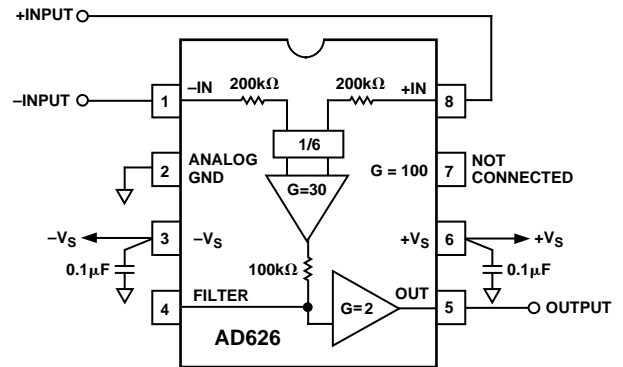 +INPUT
–INPUT
1
–IN
200kΩ
200kΩ
+IN
8
1/6
2
ANALOG
GND
G=30
G = 100
7
NOT
CONNECTED
–VS
3
–VS
+VS
6
+VS
0.1µF
100kΩ
0.1µF
4
FILTER
G=2
OUT
5
OUTPUT
AD626